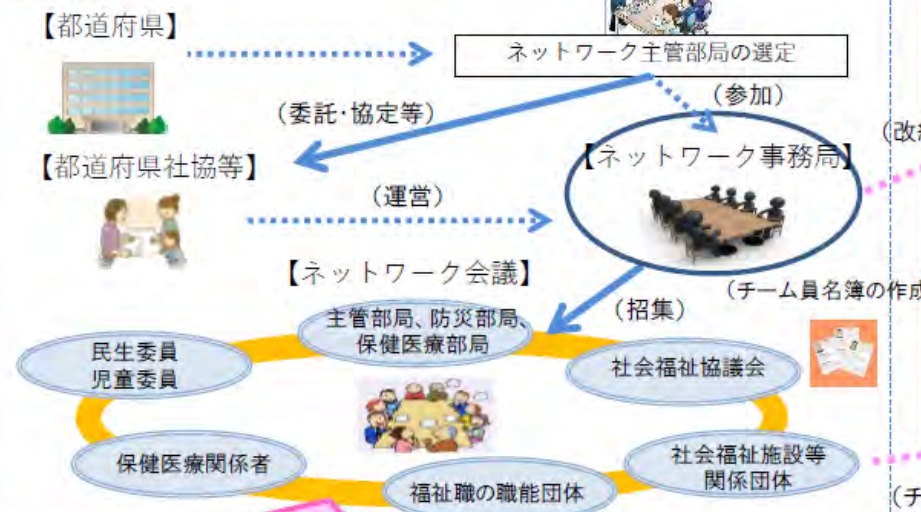 【都道府県】
ネットワーク主管部局の選定
(委託・協定等)
(参加)
【都道府県社協等】
【ネットワーク事務局】
(運営)
【ネットワーク会議】
(招集)
(チーム員名簿の作成
主管部局、防災部局、
保健医療部局
民生委員
児童委員
社会福祉協議会
保健医療関係者
社会福祉施設等
関係団体
福祉職の職能団体